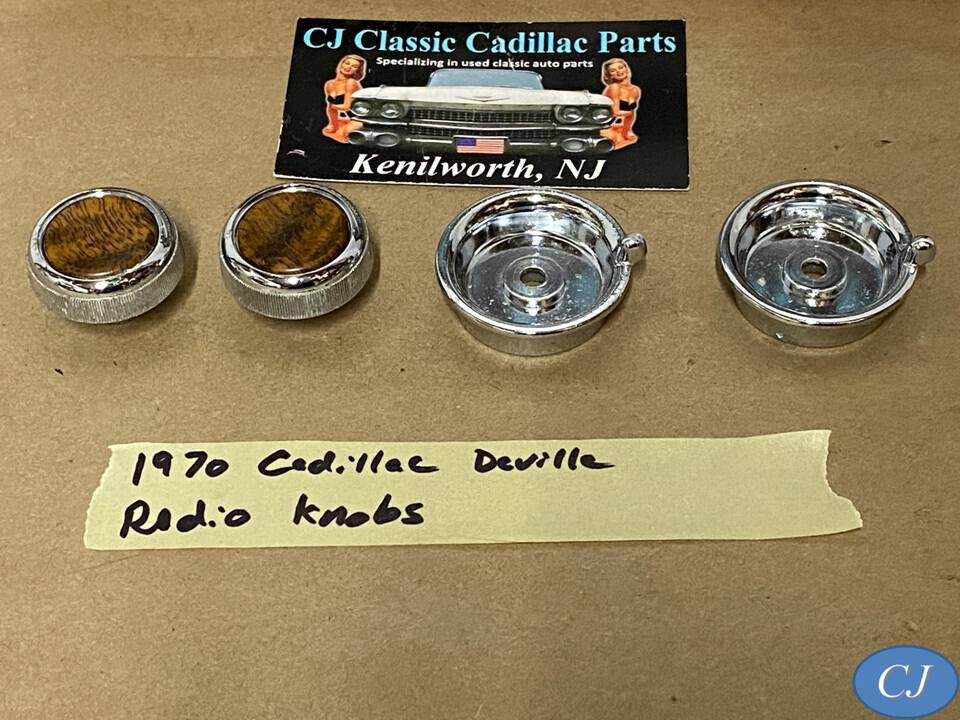 CJ Classic Cadillac Parts
Specializing in used classic auto parts
Kenilworth, NJ
1970 Cadillac Deville
Radio Knobs
CJ